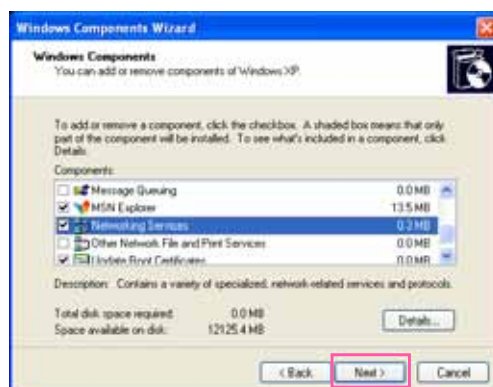 Windows Components Wizard
Windows Components
You can add or remove components of Windows XP.
To add or remove a component, click the checkbox. A shaded box means that only
part of the component will be installed. To see what's included in a component, click
Details.
Components:
Message Queuing 0.0 MB
MSN Explorer 13.5 MB
Networking Services 0.3 MB
Other Network File and Print Services 0.0 MB
Update Root Certificates 0.0 MB
Description: Contains a variety of specialized, network-related services and protocols.
Total disk space required: 0.0 MB
Space available on disk: 12125.4 MB
Details...
< Back Next > Cancel